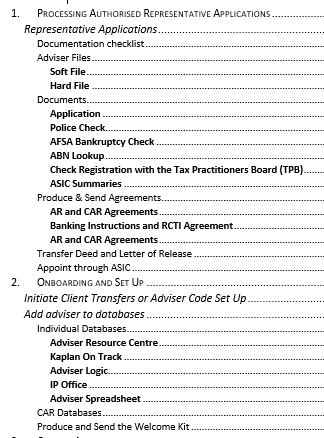 1. PROCESSING AUTHORISED REPRESENTATIVE APPLICATIONS
Representative Applications
Documentation checklist
Adviser Files
Soft File
Hard File
Documents
Application
Police Check
AFSA Bankruptcy Check
ABN Lookup
Check Registration with the Tax Practitioners Board (TPB)
ASIC Summaries
Produce & Send Agreements
AR and CAR Agreements
Banking Instructions and RCTI Agreement
AR and CAR Agreements
Transfer Deed and Letter of Release
Appoint through ASIC
2. ONBOARDING AND SET UP
Initiate Client Transfers or Adviser Code Set Up
Add adviser to databases
Individual Databases
Adviser Resource Centre
Kaplan On Track
Adviser Logic
IP Office
Adviser Spreadsheet
CAR Databases
Produce and Send the Welcome Kit